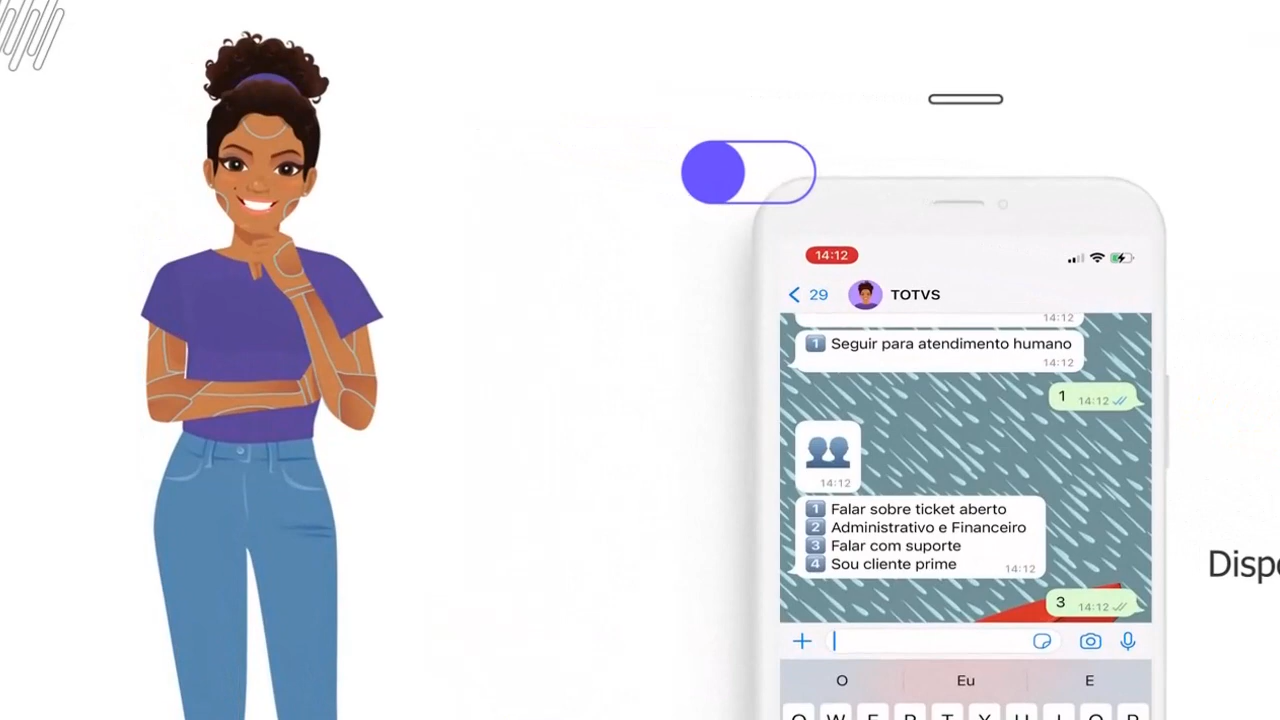 14:12
29
TOTVS
14:12
1 Seguir para atendimento humano
14:12
1 14:12
14:12
1 Falar sobre ticket aberto
2 Administrativo e Financeiro
3 Falar com suporte
4 Sou cliente prime 14:12
3 14:12
Dispo
O Eu E
Q W E R T Y U I O P